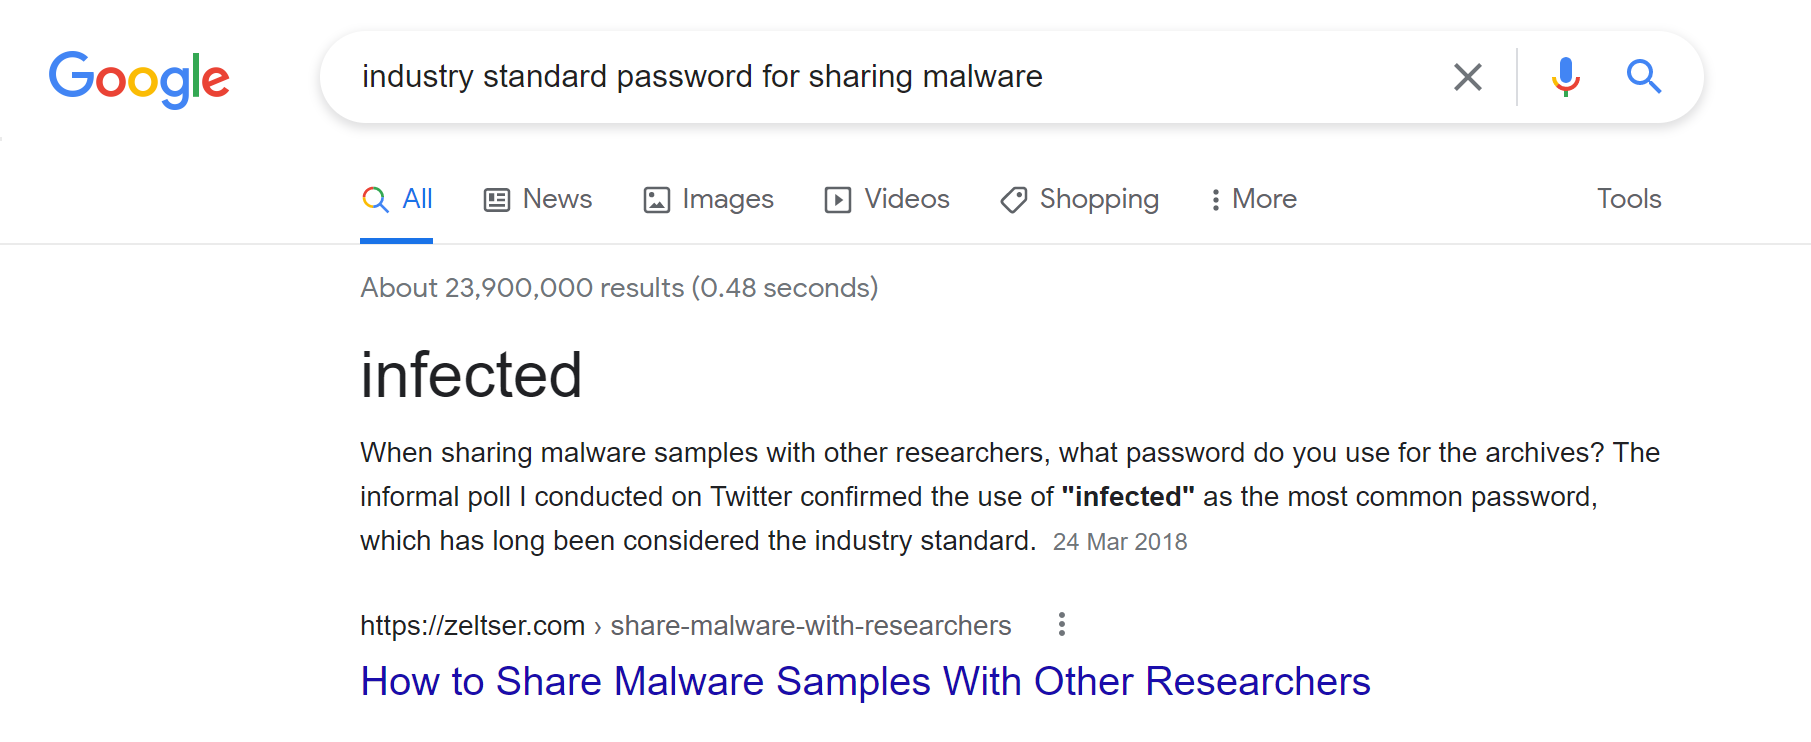 Google
industry standard password for sharing malware
All News Images Videos Shopping More Tools
About 23,900,000 results (0.48 seconds)
infected
When sharing malware samples with other researchers, what password do you use for the archives? The
informal poll I conducted on Twitter confirmed the use of "infected" as the most common password,
which has long been considered the industry standard. 24 Mar 2018
https://zeltser.com › share-malware-with-researchers
How to Share Malware Samples With Other Researchers